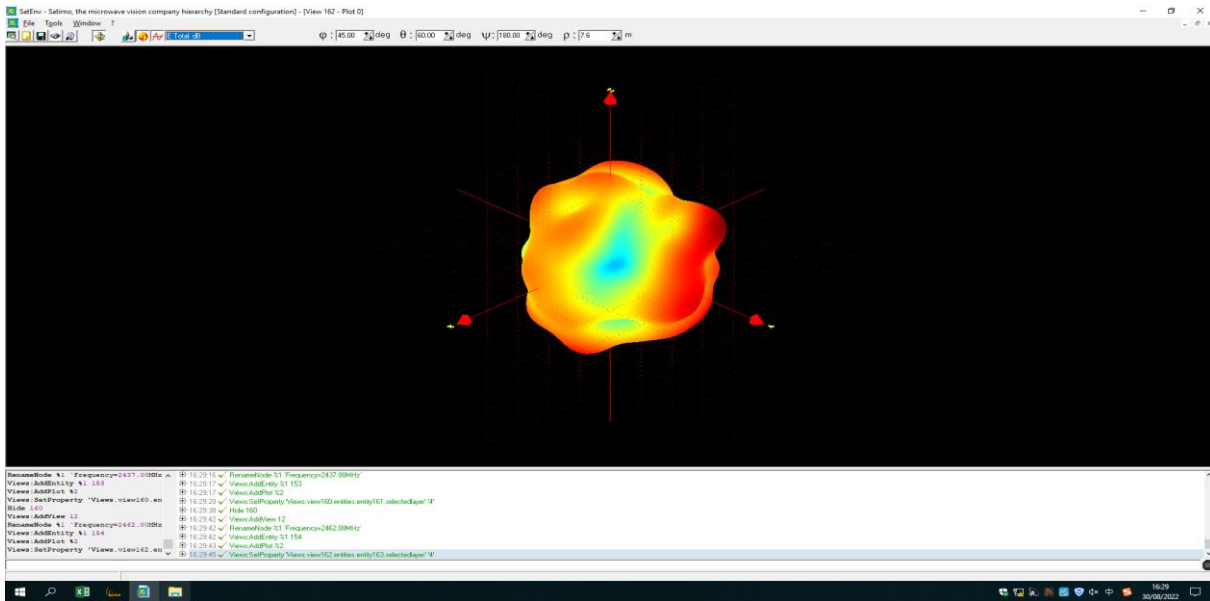 SatEnv - Satimo, the microwave vision company hierarchy [Standard configuration] - [View 162 - Plot 0]
File Tools Window ?
E Total dB φ : 45.00 deg θ : 60.00 deg ψ : 180.00 deg ρ : 7.6 m
RenameNode %1 'Frequency=2437.00MHz
Views:AddEntity %1 153
Views:AddPlot %2
Views:SetProperty 'Views.view160.en
Hide 160
Views:AddView 12
RenameNode %1 'Frequency=2462.00MHz
Views:AddEntity %1 154
Views:AddPlot %2
Views:SetProperty 'Views.view162.en
16:29:16 RenameNode %1 'Frequency=2437.00MHz'
16:29:17 Views:AddEntity %1 153
16:29:17 Views:AddPlot %2
16:29:20 Views:SetProperty 'Views.view160.entities.entity161.selectedlayer' '4'
16:29:38 Hide 160
16:29:42 Views:AddView 12
16:29:42 RenameNode %1 'Frequency=2462.00MHz'
16:29:42 Views:AddEntity %1 154
16:29:43 Views:AddPlot %2
16:29:45 Views:SetProperty 'Views.view162.entities.entity163.selectedlayer' '4'
中
16:29
30/08/2022